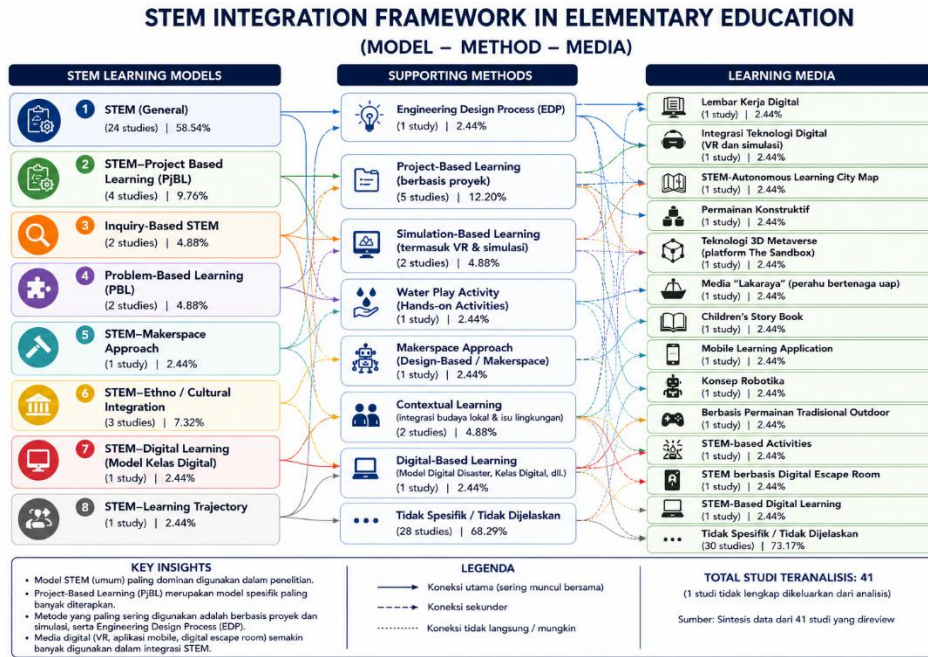 STEM INTEGRATION FRAMEWORK IN ELEMENTARY EDUCATION
(MODEL – METHOD – MEDIA)
STEM LEARNING MODELS
1
STEM (General)
(24 studies) | 58.54%
2
STEM–Project Based
Learning (PjBL)
(4 studies) | 9.76%
3
Inquiry-Based STEM
(2 studies) | 4.88%
4
Problem-Based Learning
(PBL)
(2 studies) | 4.88%
5
STEM–Makerspace
Approach
(1 study) | 2.44%
6
STEM–Ethno / Cultural
Integration
(3 studies) | 7.32%
7
STEM–Digital Learning
(Model Kelas Digital)
(1 study) | 2.44%
8
STEM–Learning Trajectory
(1 study) | 2.44%
SUPPORTING METHODS
Engineering Design Process (EDP)
(1 study) | 2.44%
Project-Based Learning
(berbasis proyek)
(5 studies) | 12.20%
Simulation-Based Learning
(termasuk VR & simulasi)
(2 studies) | 4.88%
Water Play Activity
(Hands-on Activities)
(1 study) | 2.44%
Makerspace Approach
(Design-Based / Makerspace)
(1 study) | 2.44%
Contextual Learning
(integrasi budaya lokal & isu lingkungan)
(2 studies) | 4.88%
Digital-Based Learning
(Model Digital Disaster, Kelas Digital, dll.)
(1 study) | 2.44%
Tidak Spesifik / Tidak Dijelaskan
(28 studies) | 68.29%
LEARNING MEDIA
Lembar Kerja Digital
(1 study) | 2.44%
Integrasi Teknologi Digital
(VR dan simulasi)
(1 study) | 2.44%
STEM-Autonomous Learning City Map
(1 study) | 2.44%
Permainan Konstruktif
(1 study) | 2.44%
Teknologi 3D Metaverse
(platform The Sandbox)
(1 study) | 2.44%
Media "Lakaraya" (perahu bertenaga uap)
(1 study) | 2.44%
Children's Story Book
(1 study) | 2.44%
Mobile Learning Application
(1 study) | 2.44%
Konsep Robotika
(1 study) | 2.44%
Berbasis Permainan Tradisional Outdoor
(1 study) | 2.44%
STEM-based Activities
(1 study) | 2.44%
STEM berbasis Digital Escape Room
(1 study) | 2.44%
STEM-Based Digital Learning
(1 study) | 2.44%
Tidak Spesifik / Tidak Dijelaskan
(30 studies) | 73.17%
KEY INSIGHTS
• Model STEM (umum) paling dominan digunakan dalam penelitian.
• Project-Based Learning (PjBL) merupakan model spesifik paling
banyak diterapkan.
• Metode yang paling sering digunakan adalah berbasis proyek dan
simulasi, serta Engineering Design Process (EDP).
• Media digital (VR, aplikasi mobile, digital escape room) semakin
banyak digunakan dalam integrasi STEM.
LEGENDA
Koneksi utama (sering muncul bersama)
Koneksi sekunder
Koneksi tidak langsung / mungkin
TOTAL STUDI TERANALISIS: 41
(1 studi tidak lengkap dikeluarkan dari analisis)
Sumber: Sintesis data dari 41 studi yang direview